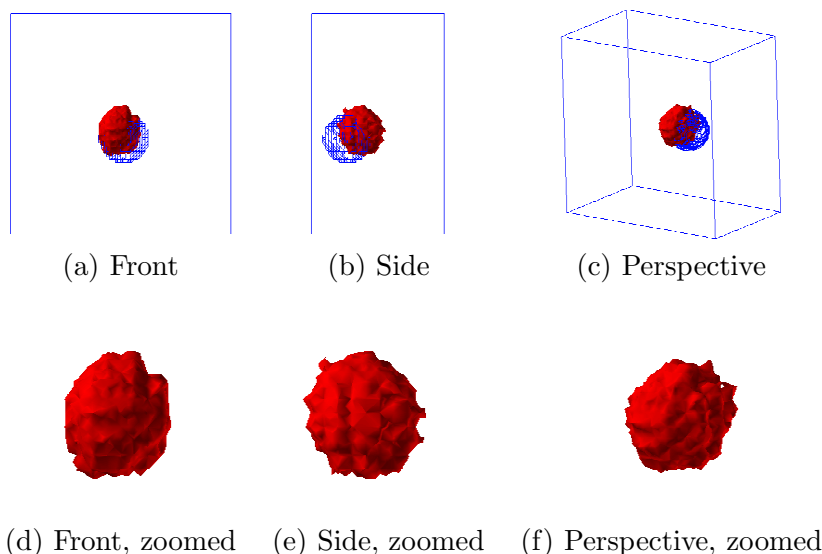 (a) Front (b) Side (c) Perspective
(d) Front, zoomed (e) Side, zoomed (f) Perspective, zoomed